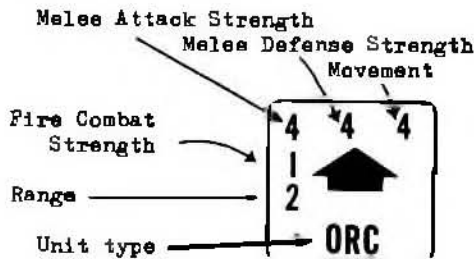 Melee Attack Strength
Melee Defense Strength
Movement
Fire Combat
Strength
4 4 4
1
Range
2
Unit type
ORC